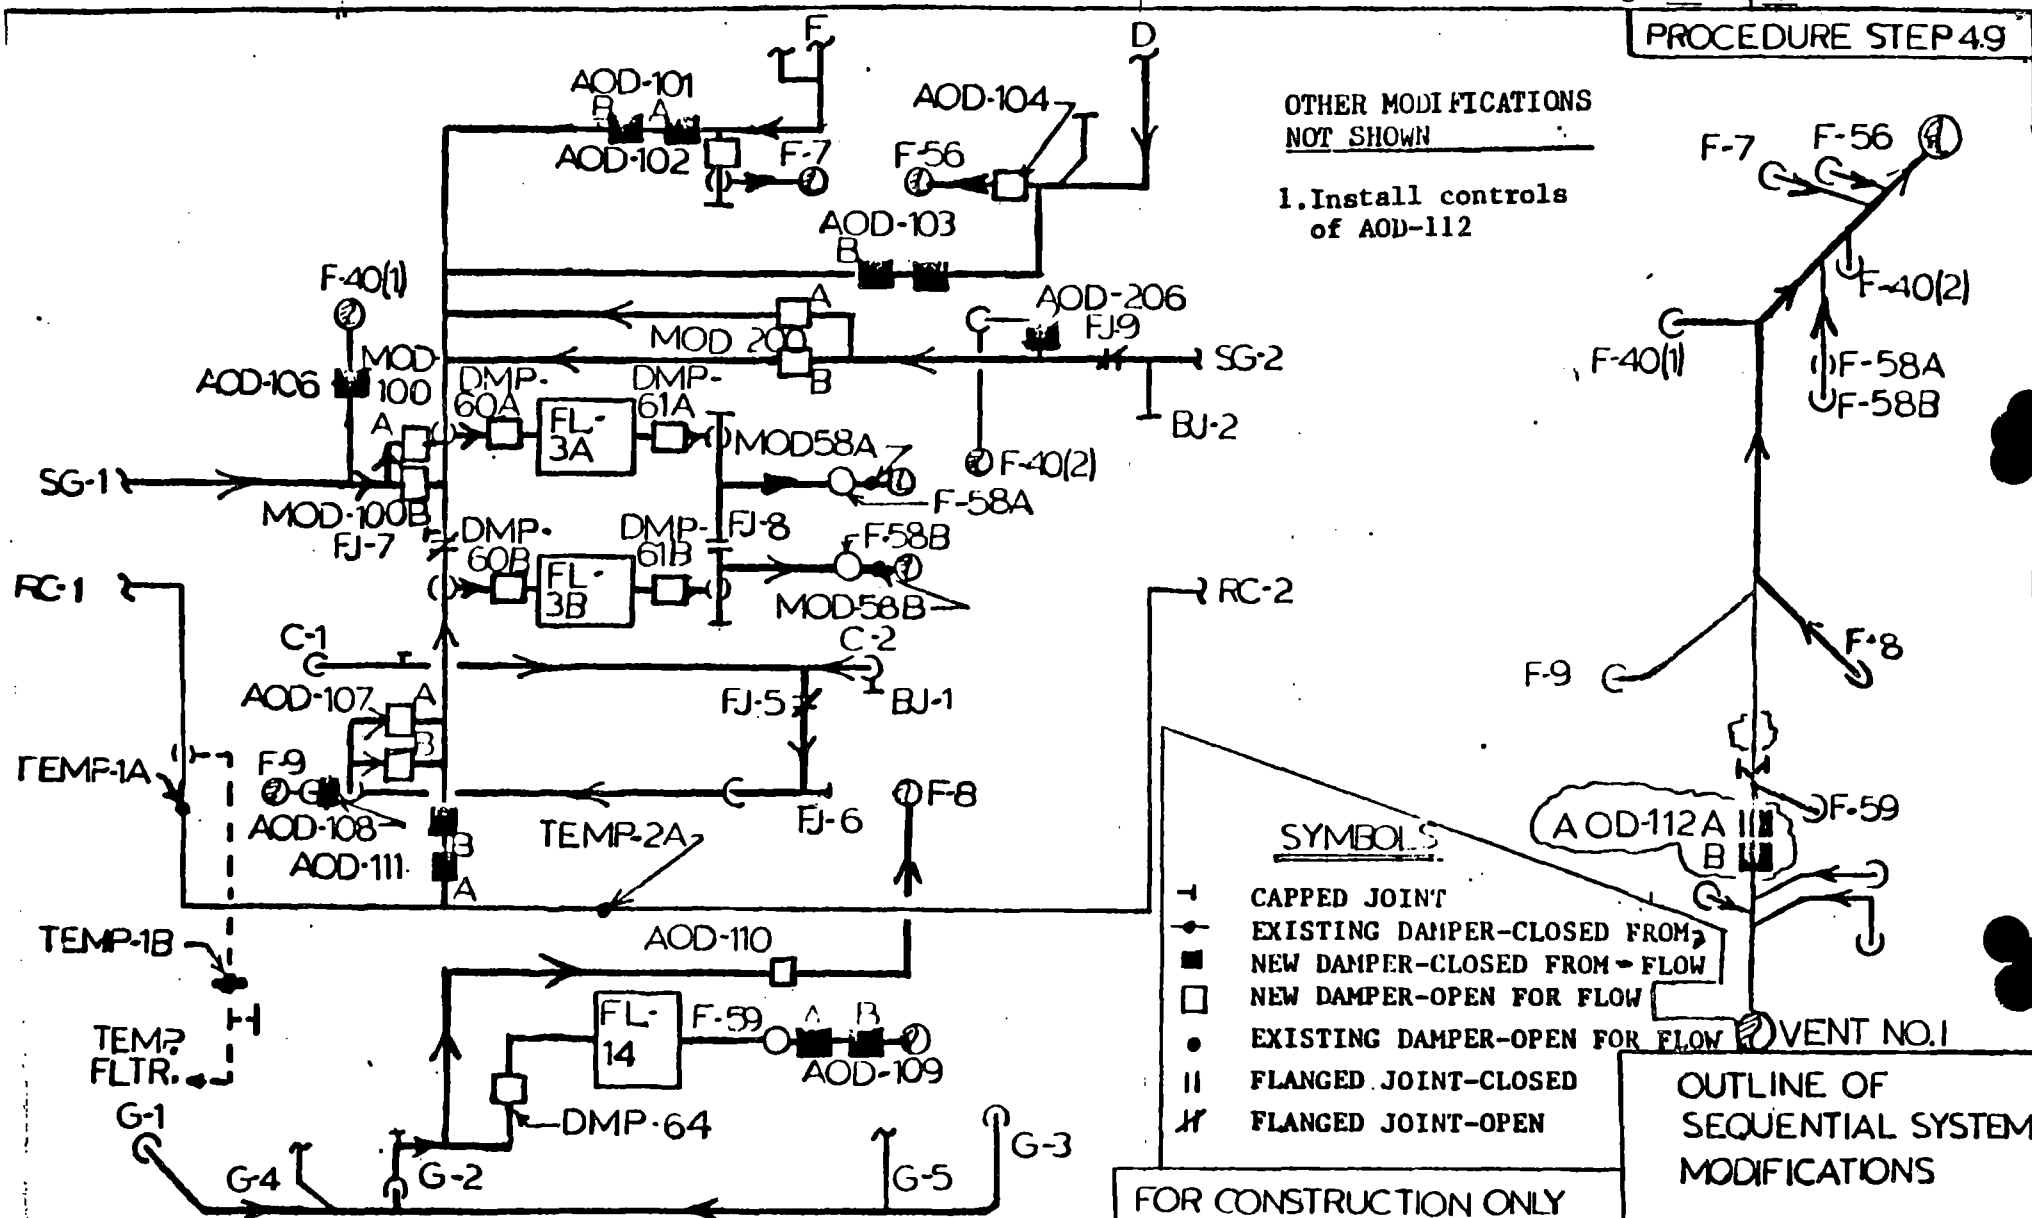 PROCEDURE STEP 4.9
F
D
AOD-101
B A
AOD-102
F-7
AOD-104
F-56
OTHER MODIFICATIONS
NOT SHOWN
1.Install controls
of AOD-112
AOD-103
B
F-7
F-56
F-40(2)
F-40(1)
F-58A
F-58B
F-9
F-8
F-59
AOD-112 A
B
VENT NO.1
F-40(1)
AOD-106
MOD-
100
A
MOD 200
A
B
AOD-206
FJ-9
SG-2
BJ-2
F-40(2)
DMP-
60A
FL-
3A
DMP-
61A
MOD58A
F-58A
SG-1
MOD-100B
FJ-7
DMP-
60B
FL-
3B
DMP-
61B
FJ-8
F-58B
MOD-58B
RC-1
RC-2
C-1
C-2
BJ-1
FJ-5
FJ-6
AOD-107
A
B
F-9
AOD-108
AOD-111
B
A
TEMP-1A
TEMP-2A
F-8
TEMP-1B
TEMP
FLTR.
AOD-110
FL-
14
F-59
A B
AOD-109
DMP-64
G-1
G-4
G-2
G-5
G-3
SYMBOLS
CAPPED JOINT
EXISTING DAMPER-CLOSED FROM
NEW DAMPER-CLOSED FROM FLOW
NEW DAMPER-OPEN FOR FLOW
EXISTING DAMPER-OPEN FOR FLOW
FLANGED JOINT-CLOSED
FLANGED JOINT-OPEN
FOR CONSTRUCTION ONLY
OUTLINE OF
SEQUENTIAL SYSTEM
MODIFICATIONS